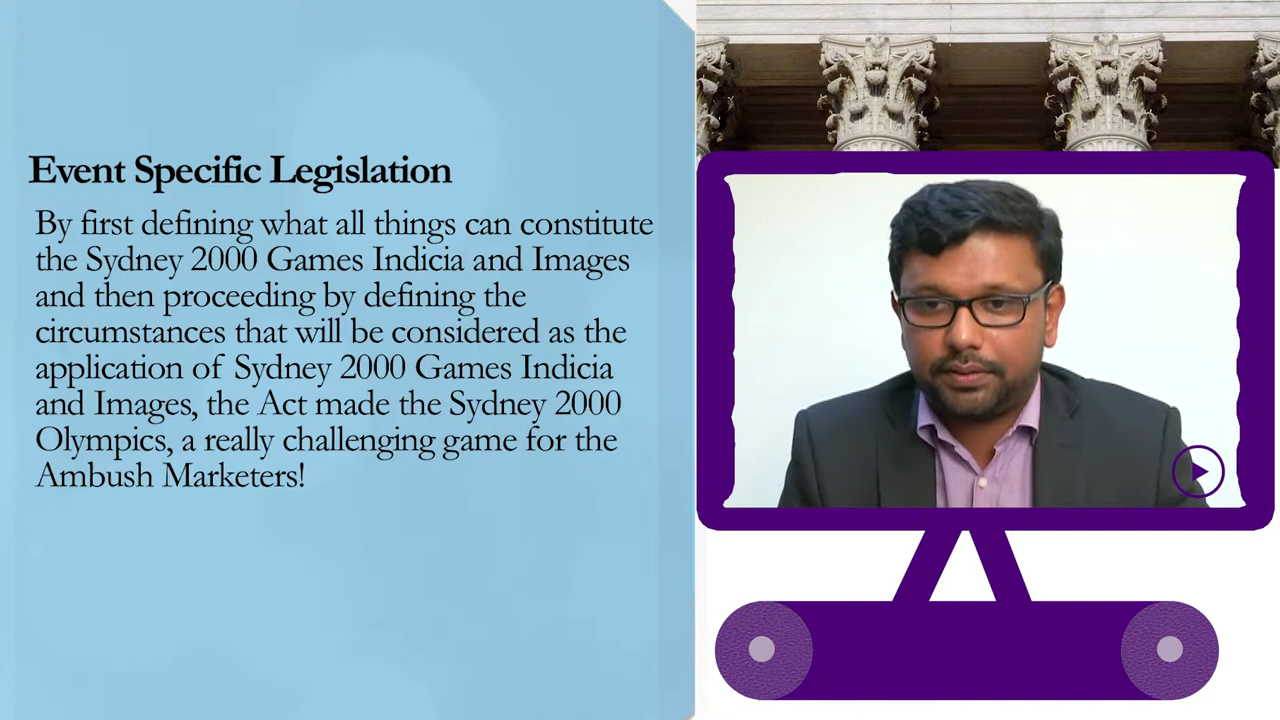 Event Specific Legislation
By first defining what all things can constitute
the Sydney 2000 Games Indicia and Images
and then proceeding by defining the
circumstances that will be considered as the
application of Sydney 2000 Games Indicia
and Images, the Act made the Sydney 2000
Olympics, a really challenging game for the
Ambush Marketers!